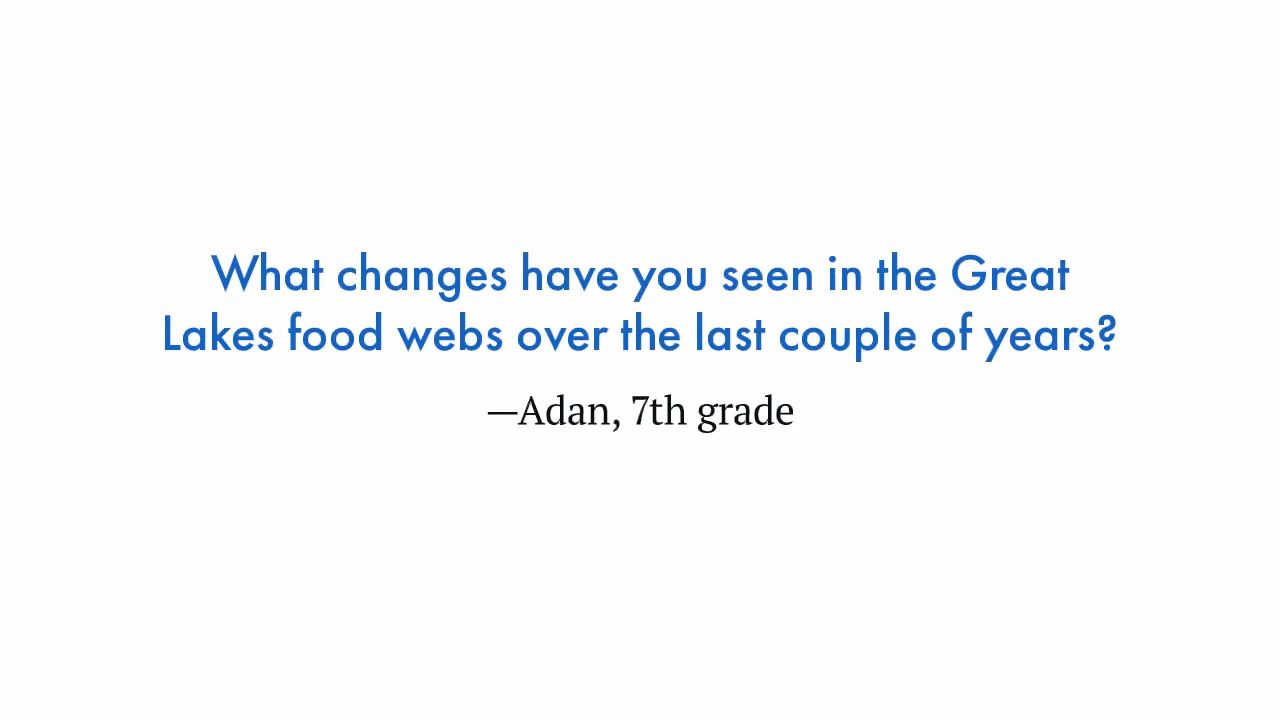 What changes have you seen in the Great
Lakes food webs over the last couple of years?
—Adan, 7th grade